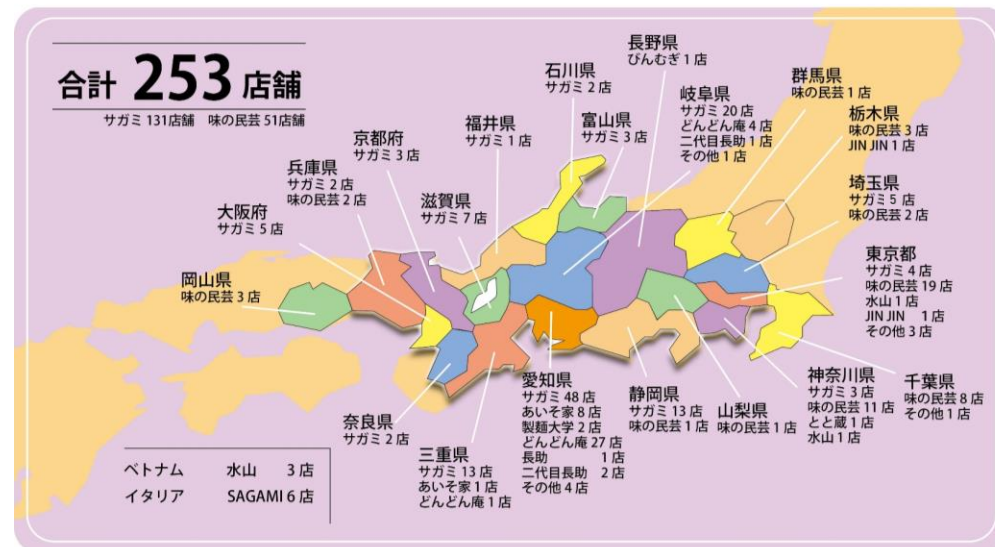 合計 253 店舗
サガミ 131店舗 味の民芸 51店舗
長野県
びんむぎ 1 店
石川県
サガミ 2 店
群馬県
味の民芸 1 店
岐阜県
サガミ 20 店
どんどん庵 4 店
二代目長助 1 店
その他 1 店
栃木県
味の民芸 3 店
JIN JIN 1 店
富山県
サガミ 3 店
福井県
サガミ 1 店
京都府
サガミ 3 店
兵庫県
サガミ 2 店
味の民芸 2 店
埼玉県
サガミ 5 店
味の民芸 2 店
滋賀県
サガミ 7 店
大阪府
サガミ 5 店
東京都
サガミ 4 店
味の民芸 19 店
水山 1 店
JIN JIN 1 店
その他 3 店
岡山県
味の民芸 3 店
奈良県
サガミ 2 店
三重県
サガミ 13 店
あいそ家 1 店
どんどん庵 1 店
愛知県
サガミ 48 店
あいそ家 8 店
製麺大学 2 店
どんどん庵 27 店
長助 1 店
二代目長助 2 店
その他 4 店
静岡県
サガミ 13 店
味の民芸 1 店
山梨県
味の民芸 1 店
神奈川県
サガミ 3 店
味の民芸 11 店
とと蔵 1 店
水山 1 店
千葉県
味の民芸 8 店
その他 1 店
ベトナム 水山 3 店
イタリア SAGAMI 6 店